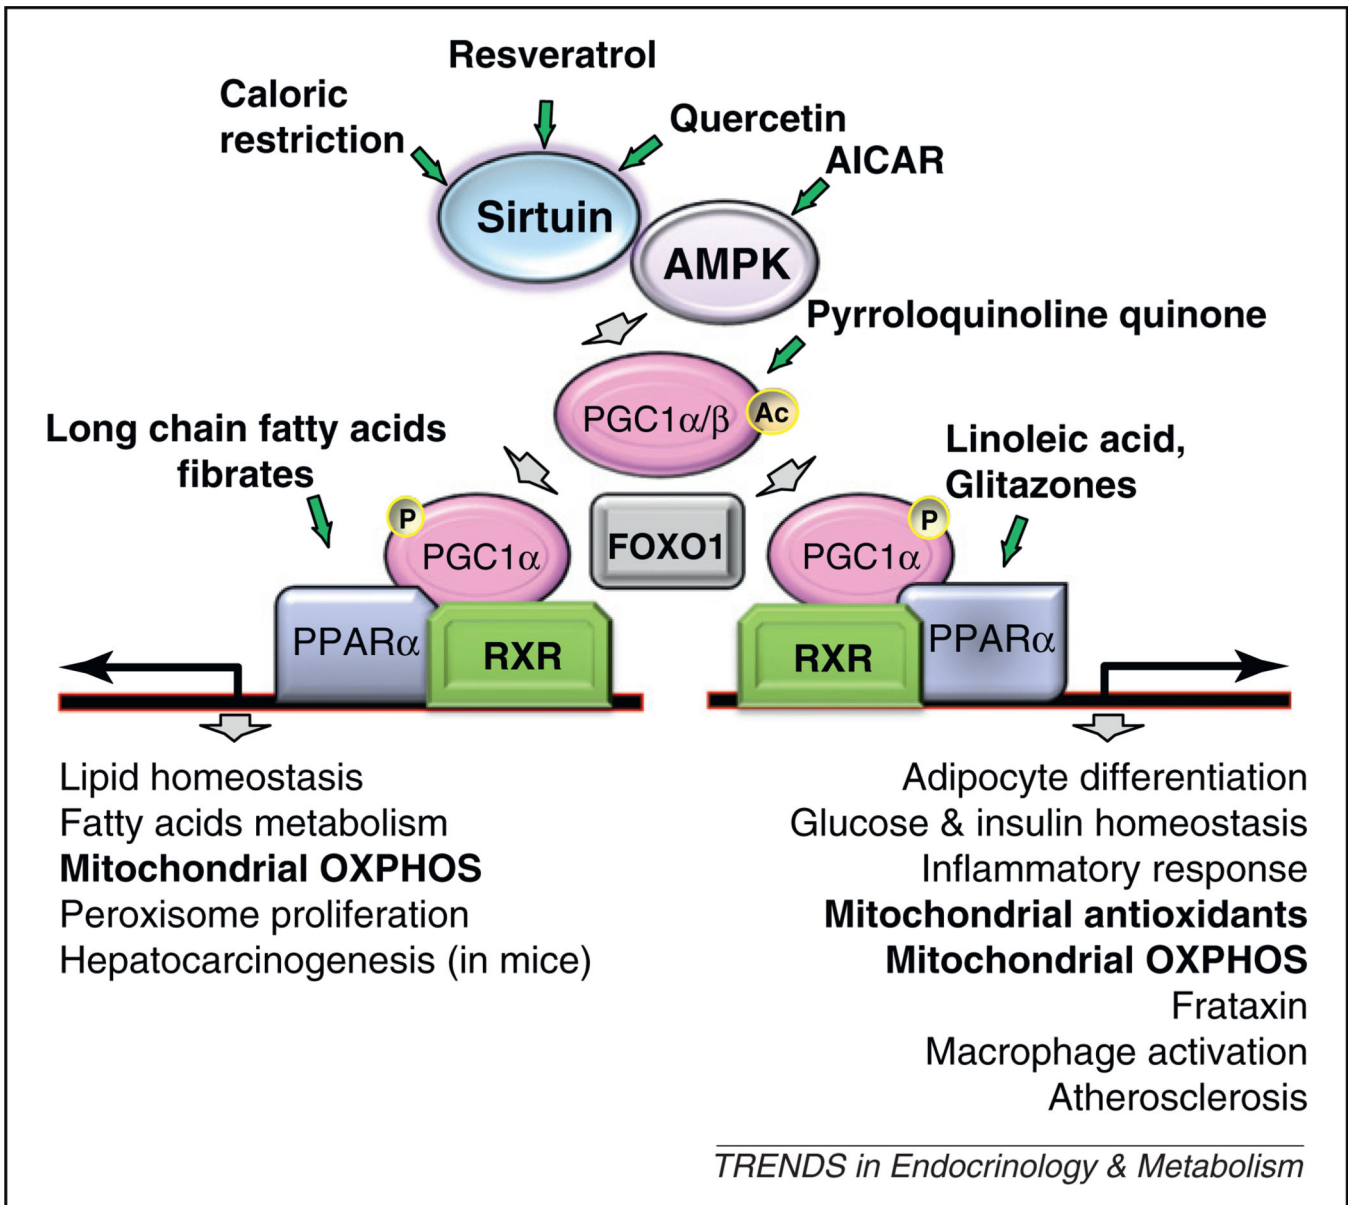 Resveratrol
Caloric
restriction
Quercetin
AICAR
Sirtuin
AMPK
Pyrroloquinoline quinone
PGC1α/β
Ac
Long chain fatty acids
fibrates
Linoleic acid,
Glitazones
P
PGC1α
FOXO1
PGC1α
P
PPARα
RXR
RXR
PPARα
Lipid homeostasis
Fatty acids metabolism
Mitochondrial OXPHOS
Peroxisome proliferation
Hepatocarcinogenesis (in mice)
Adipocyte differentiation
Glucose & insulin homeostasis
Inflammatory response
Mitochondrial antioxidants
Mitochondrial OXPHOS
Frataxin
Macrophage activation
Atherosclerosis
TRENDS in Endocrinology & Metabolism